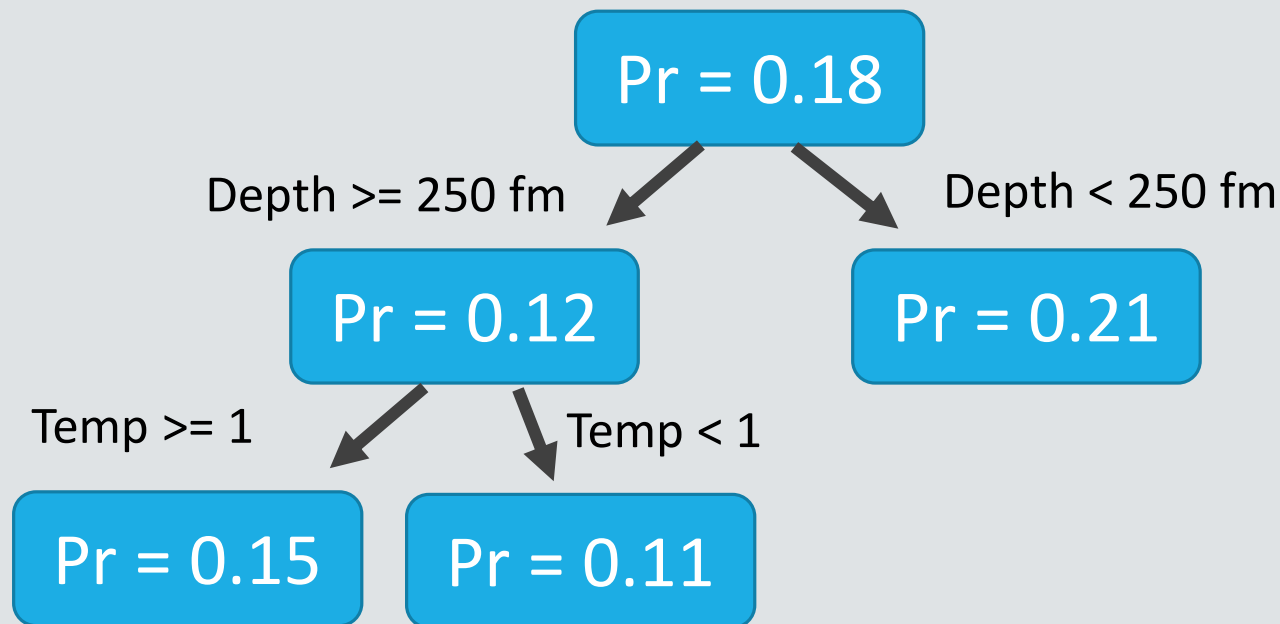 Pr = 0.18
Depth >= 250 fm
Depth < 250 fm
Pr = 0.12
Pr = 0.21
Temp >= 1
Temp < 1
Pr = 0.15
Pr = 0.11